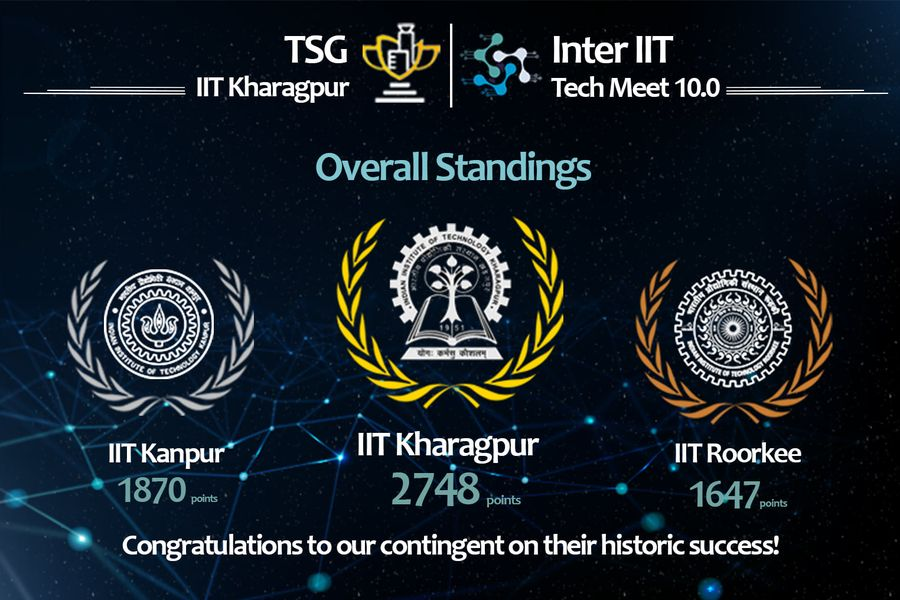 TSG
IIT Kharagpur
Inter IIT
Tech Meet 10.0
Overall Standings
INDIAN INSTITUTE OF TECHNOLOGY KANPUR
INDIAN INSTITUTE OF TECHNOLOGY KHARAGPUR
1951
योगः कर्मसु कौशलम्
INDIAN INSTITUTE OF TECHNOLOGY ROORKEE
IIT Kanpur
1870 points
IIT Kharagpur
2748 points
IIT Roorkee
1647 points
Congratulations to our contingent on their historic success!